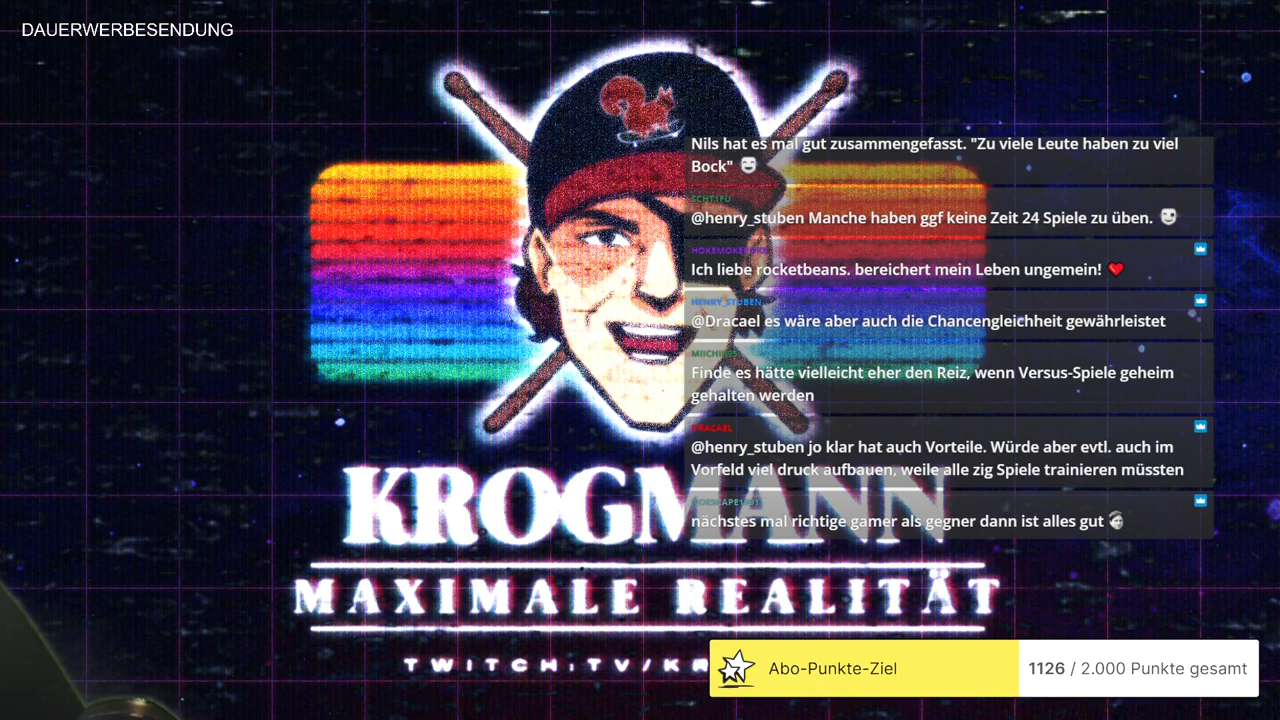 DAUERWERBESENDUNG
Nils hat es mal gut zusammengefasst. "Zu viele Leute haben zu viel
Bock"
SCHT1FU
@henry_stuben Manche haben ggf keine Zeit 24 Spiele zu üben.
Ich liebe rocketbeans. bereichert mein Leben ungemein!
HENRY_STUBEN
@Dracael es wäre aber auch die Chancengleichheit gewährleistet
Finde es hätte vielleicht eher den Reiz, wenn Versus-Spiele geheim
gehalten werden
DRACAEL
@henry_stuben jo klar hat auch Vorteile. Würde aber evtl. auch im
Vorfeld viel druck aufbauen, weile alle zig Spiele trainieren müssten
nächstes mal richtige gamer als gegner dann ist alles gut
KROGMANN
MAXIMALE REALITÄT
TWITCH.TV/KR
Abo-Punkte-Ziel
1126 / 2.000 Punkte gesamt